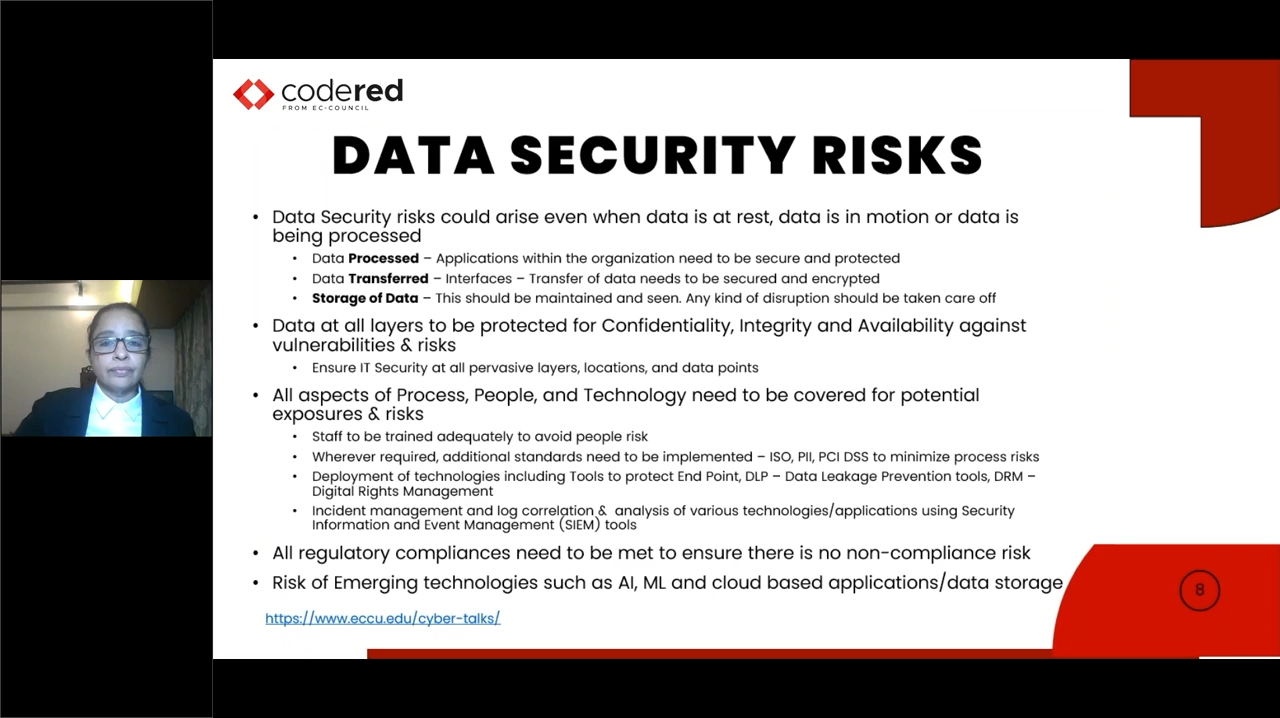 codered
FROM EC-COUNCIL
DATA SECURITY RISKS
• Data Security risks could arise even when data is at rest, data is in motion or data is
being processed
• Data Processed – Applications within the organization need to be secure and protected
• Data Transferred – Interfaces – Transfer of data needs to be secured and encrypted
• Storage of Data – This should be maintained and seen. Any kind of disruption should be taken care off
• Data at all layers to be protected for Confidentiality, Integrity and Availability against
vulnerabilities & risks
• Ensure IT Security at all pervasive layers, locations, and data points
• All aspects of Process, People, and Technology need to be covered for potential
exposures & risks
• Staff to be trained adequately to avoid people risk
• Wherever required, additional standards need to be implemented – ISO, PII, PCI DSS to minimize process risks
• Deployment of technologies including Tools to protect End Point, DLP – Data Leakage Prevention tools, DRM –
Digital Rights Management
• Incident management and log correlation & analysis of various technologies/applications using Security
Information and Event Management (SIEM) tools
• All regulatory compliances need to be met to ensure there is no non-compliance risk
• Risk of Emerging technologies such as AI, ML and cloud based applications/data storage
8
https://www.eccu.edu/cyber-talks/